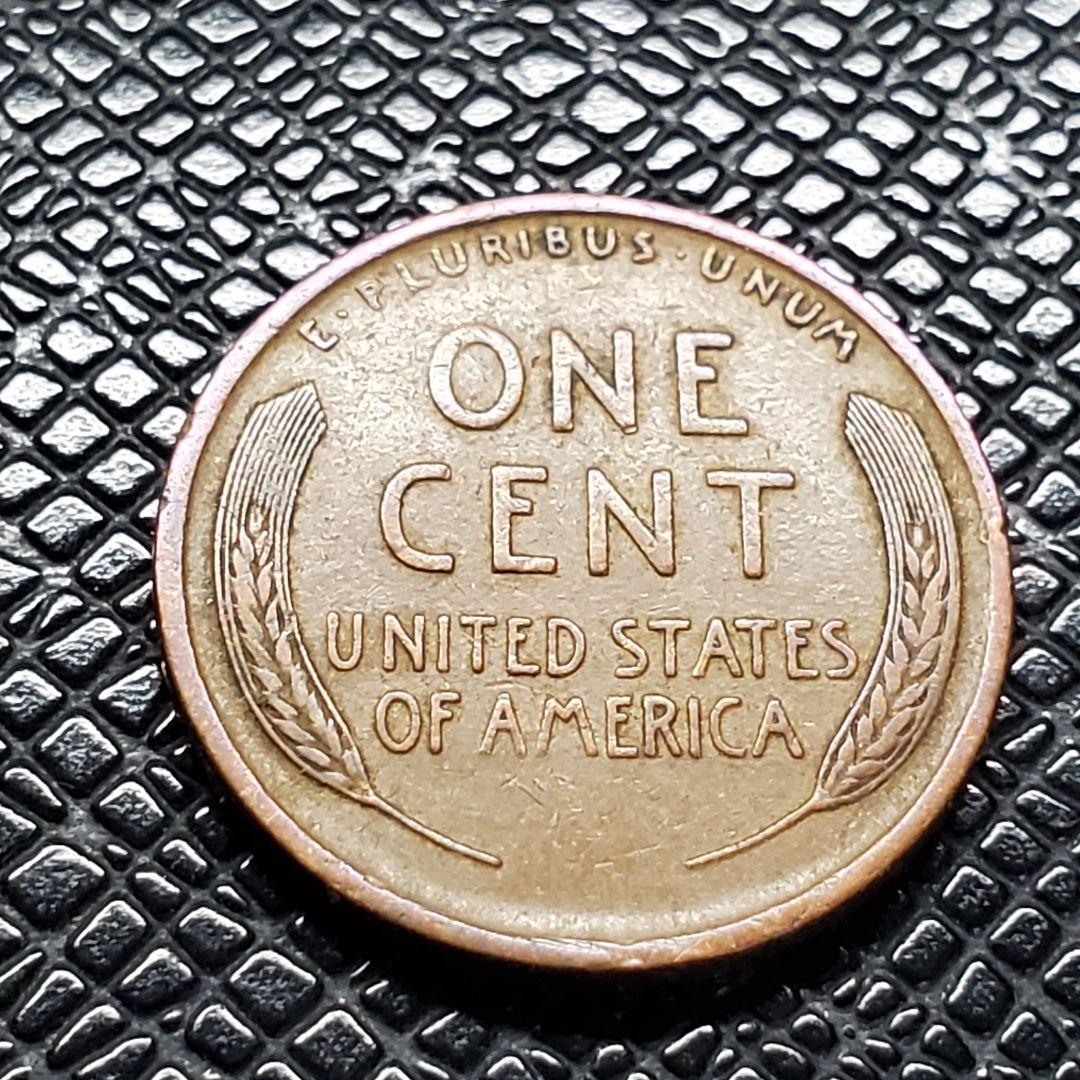 E · PLURIBUS · UNUM
ONE
CENT
UNITED STATES
OF AMERICA